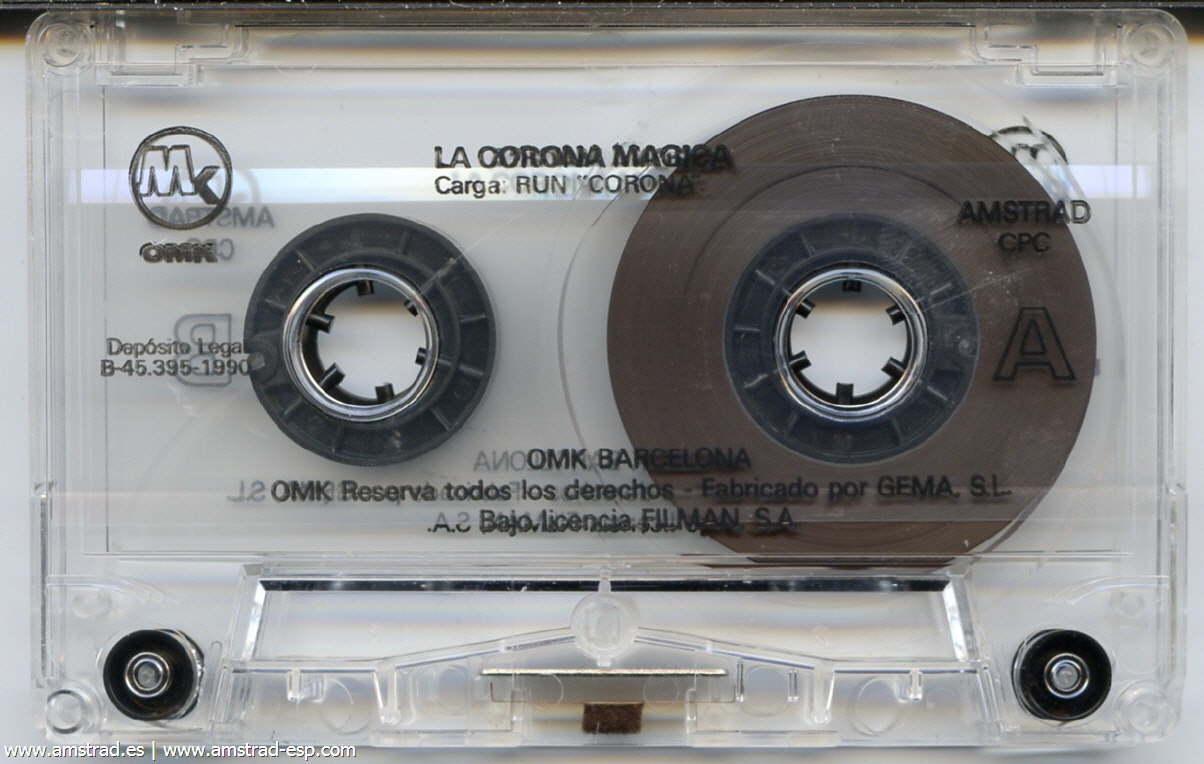 LA CORONA MAGICA
Carga: RUN "CORONA"
MK
OMK
AMSTRAD
CPC
A
Depósito Legal
B-45.395-1990
OMK BARCELONA
OMK Reserva todos los derechos - Fabricado por GEMA, S.L.
Bajo licencia FILMAN, S.A.
www.amstrad.es | www.amstrad-esp.com